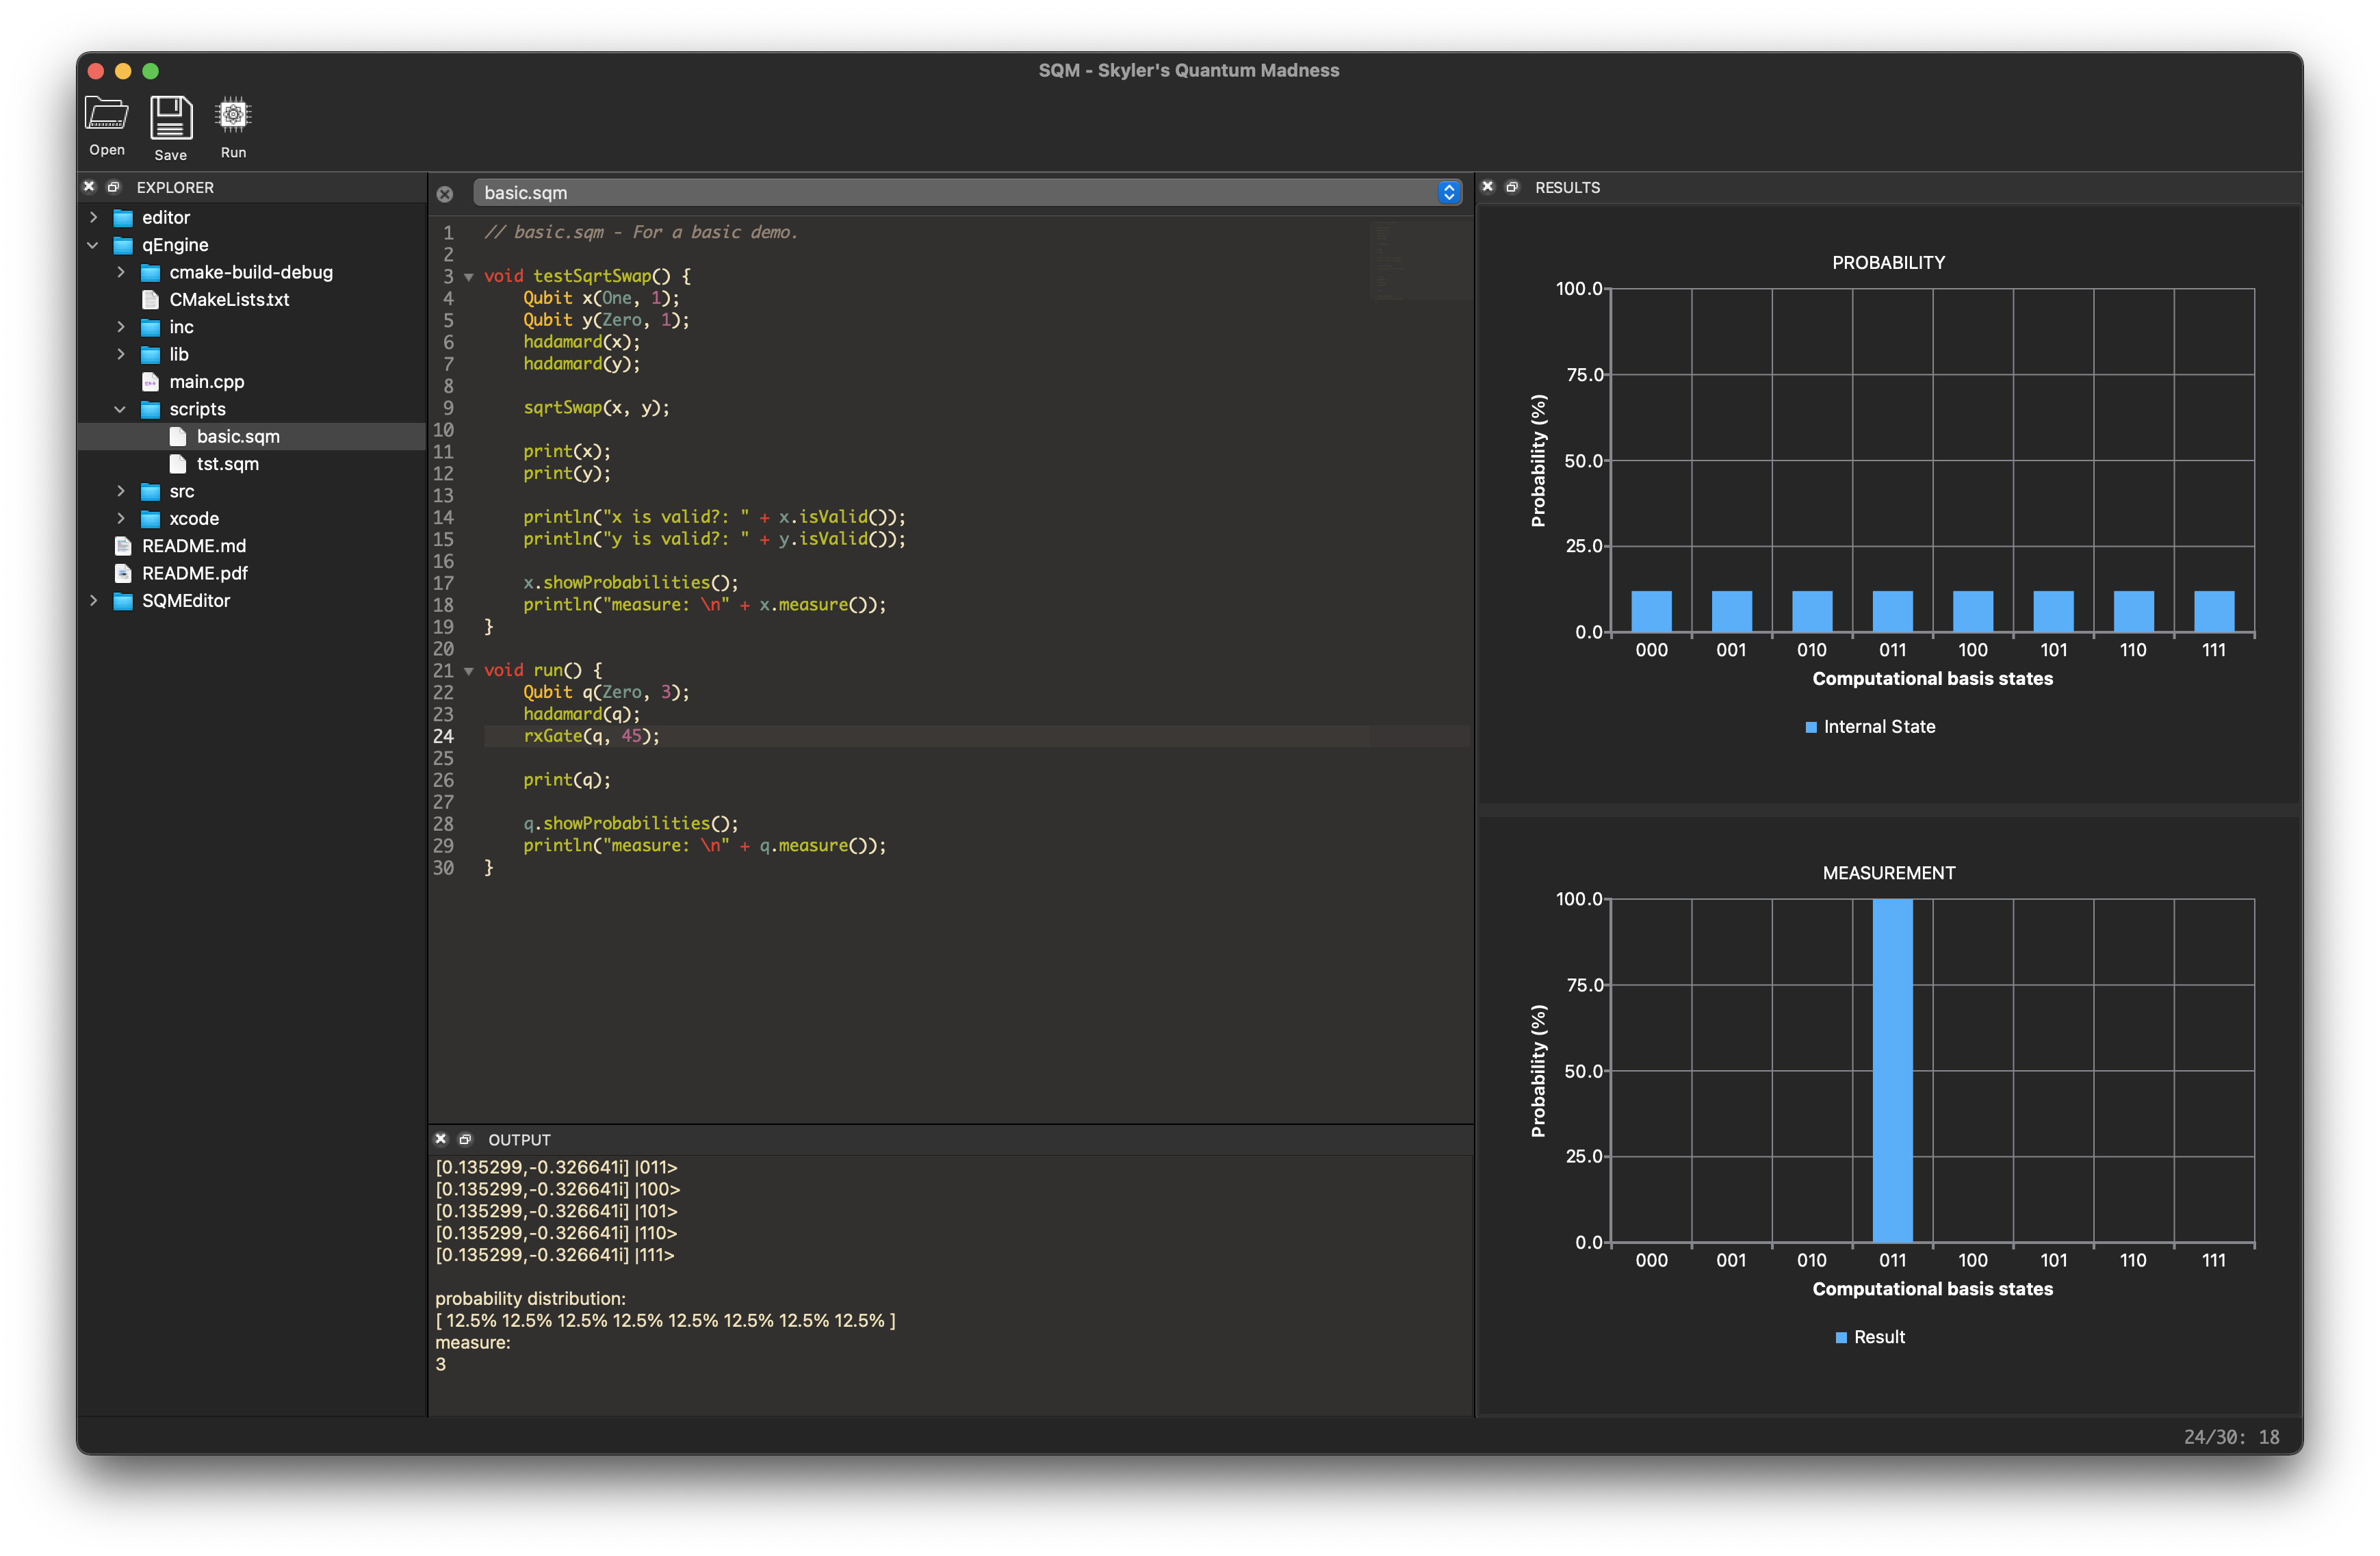 SQM - Skyler's Quantum Madness
Open
Save
Run
EXPLORER
editor
qEngine
cmake-build-debug
CMakeLists.txt
inc
lib
main.cpp
scripts
basic.sqm
tst.sqm
src
xcode
README.md
README.pdf
SQMEditor
basic.sqm
1 // basic.sqm - For a basic demo.
2
3 void testSqrtSwap() {
4 Qubit x(One, 1);
5 Qubit y(Zero, 1);
6 hadamard(x);
7 hadamard(y);
8
9 sqrtSwap(x, y);
10
11 print(x);
12 print(y);
13
14 println("x is valid?: " + x.isValid());
15 println("y is valid?: " + y.isValid());
16
17 x.showProbabilities();
18 println("measure: \n" + x.measure());
19 }
20
21 void run() {
22 Qubit q(Zero, 3);
23 hadamard(q);
24 rxGate(q, 45);
25
26 print(q);
27
28 q.showProbabilities();
29 println("measure: \n" + q.measure());
30 }
OUTPUT
[0.135299,-0.326641i] |011>
[0.135299,-0.326641i] |100>
[0.135299,-0.326641i] |101>
[0.135299,-0.326641i] |110>
[0.135299,-0.326641i] |111>
probability distribution:
[ 12.5% 12.5% 12.5% 12.5% 12.5% 12.5% 12.5% 12.5% ]
measure:
3
RESULTS
PROBABILITY
100.0
75.0
50.0
25.0
0.0
Probability (%)
000 001 010 011 100 101 110 111
Computational basis states
Internal State
MEASUREMENT
100.0
75.0
50.0
25.0
0.0
Probability (%)
000 001 010 011 100 101 110 111
Computational basis states
Result
24/30: 18